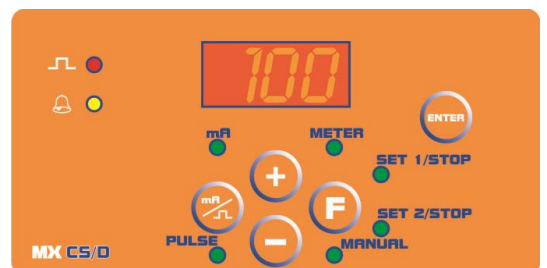 100
ENTER
mA
METER
SET 1/STOP
+
mA
F
SET 2/STOP
PULSE
-
MANUAL
MX CS/D